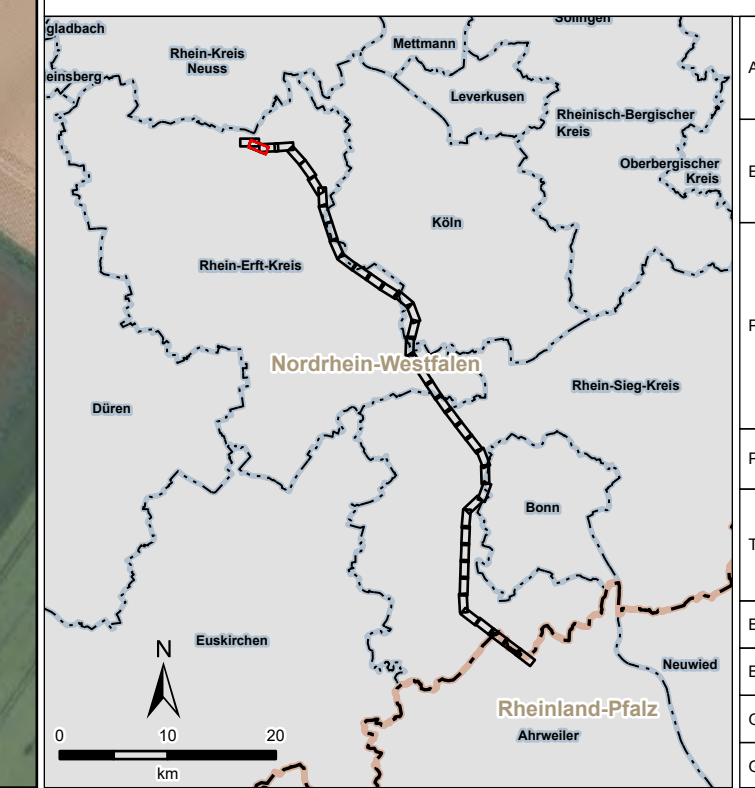 Solingen
gladbach
Mettmann
Rhein-Kreis
Neuss
einsberg
Leverkusen
Rheinisch-Bergischer
Kreis
Oberbergischer
Kreis
Köln
Rhein-Erft-Kreis
Nordrhein-Westfalen
Rhein-Sieg-Kreis
Düren
Bonn
Euskirchen
N
Neuwied
Rheinland-Pfalz
Ahrweiler
0 10 20
km